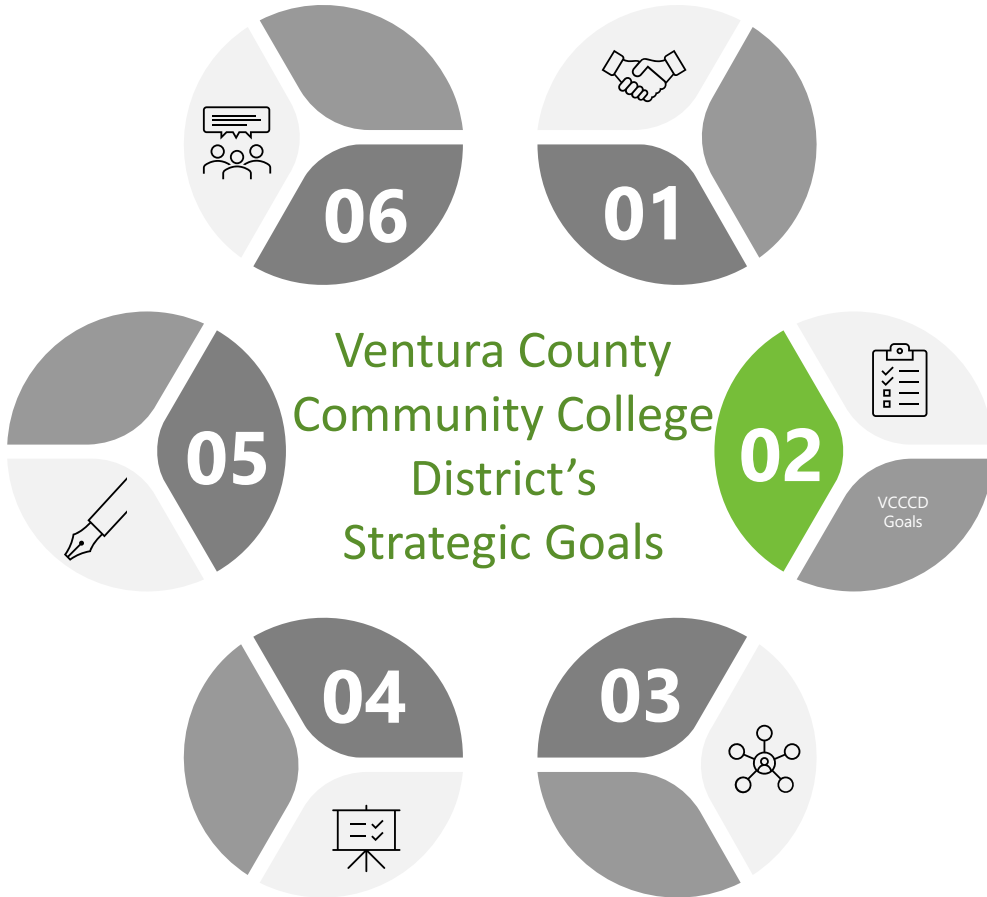 06
01
Ventura County
Community College
District’s
Strategic Goals
05
02
VCCCD
Goals
04
03